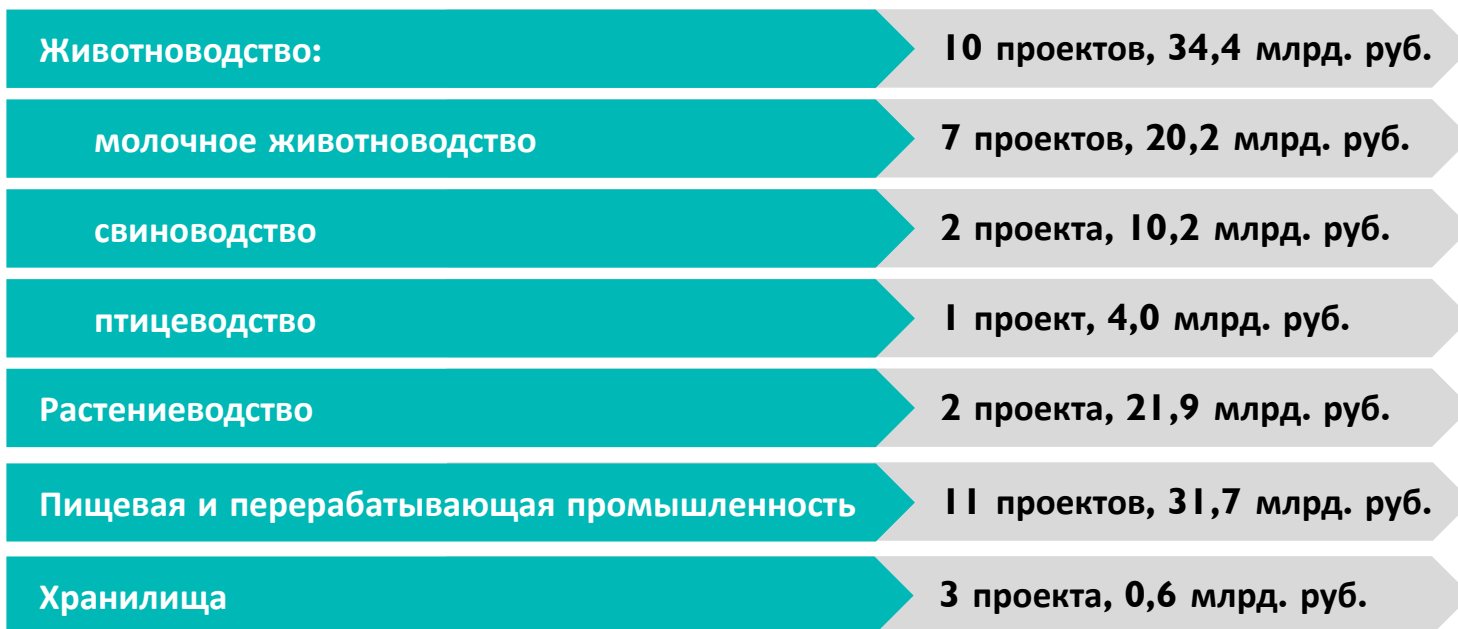 Животноводство: 10 проектов, 34,4 млрд. руб.
молочное животноводство 7 проектов, 20,2 млрд. руб.
свиноводство 2 проекта, 10,2 млрд. руб.
птицеводство 1 проект, 4,0 млрд. руб.
Растениеводство 2 проекта, 21,9 млрд. руб.
Пищевая и перерабатывающая промышленность 11 проектов, 31,7 млрд. руб.
Хранилища 3 проекта, 0,6 млрд. руб.